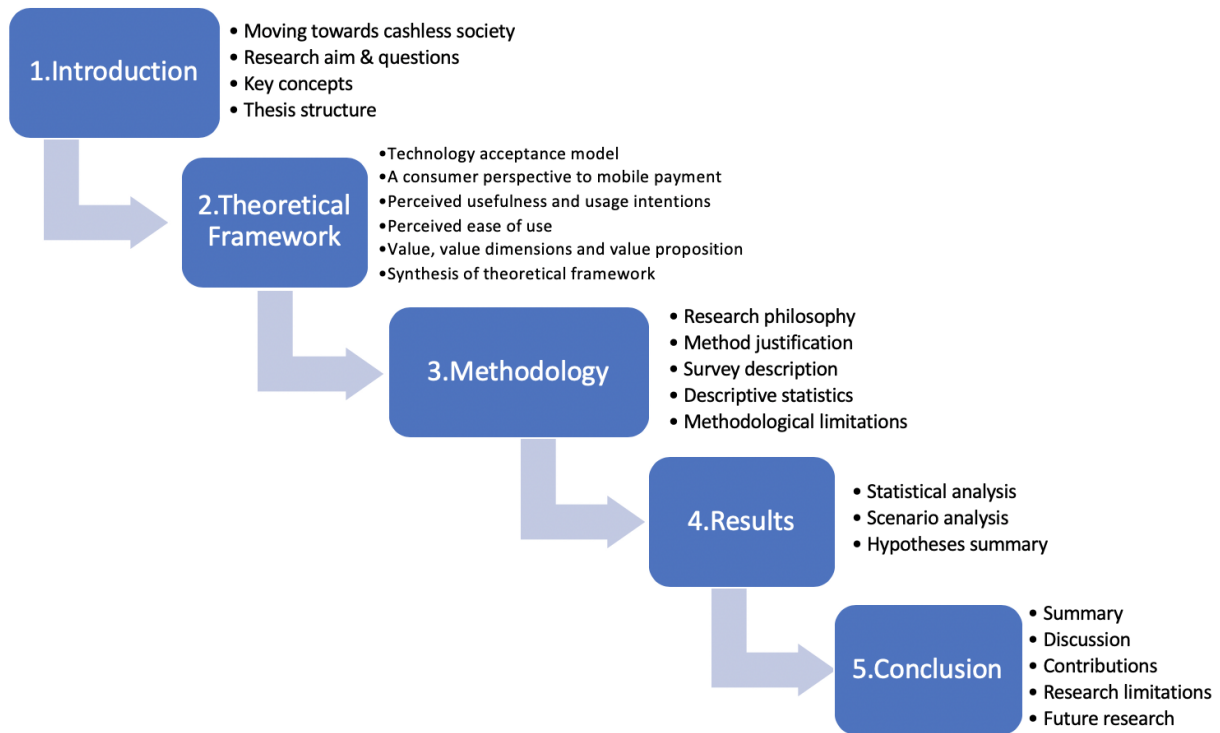 1.Introduction
• Moving towards cashless society
• Research aim & questions
• Key concepts
• Thesis structure
2.Theoretical
Framework
•Technology acceptance model
•A consumer perspective to mobile payment
•Perceived usefulness and usage intentions
•Perceived ease of use
•Value, value dimensions and value proposition
•Synthesis of theoretical framework
3.Methodology
• Research philosophy
• Method justification
• Survey description
• Descriptive statistics
• Methodological limitations
4.Results
• Statistical analysis
• Scenario analysis
• Hypotheses summary
5.Conclusion
• Summary
• Discussion
• Contributions
• Research limitations
• Future research